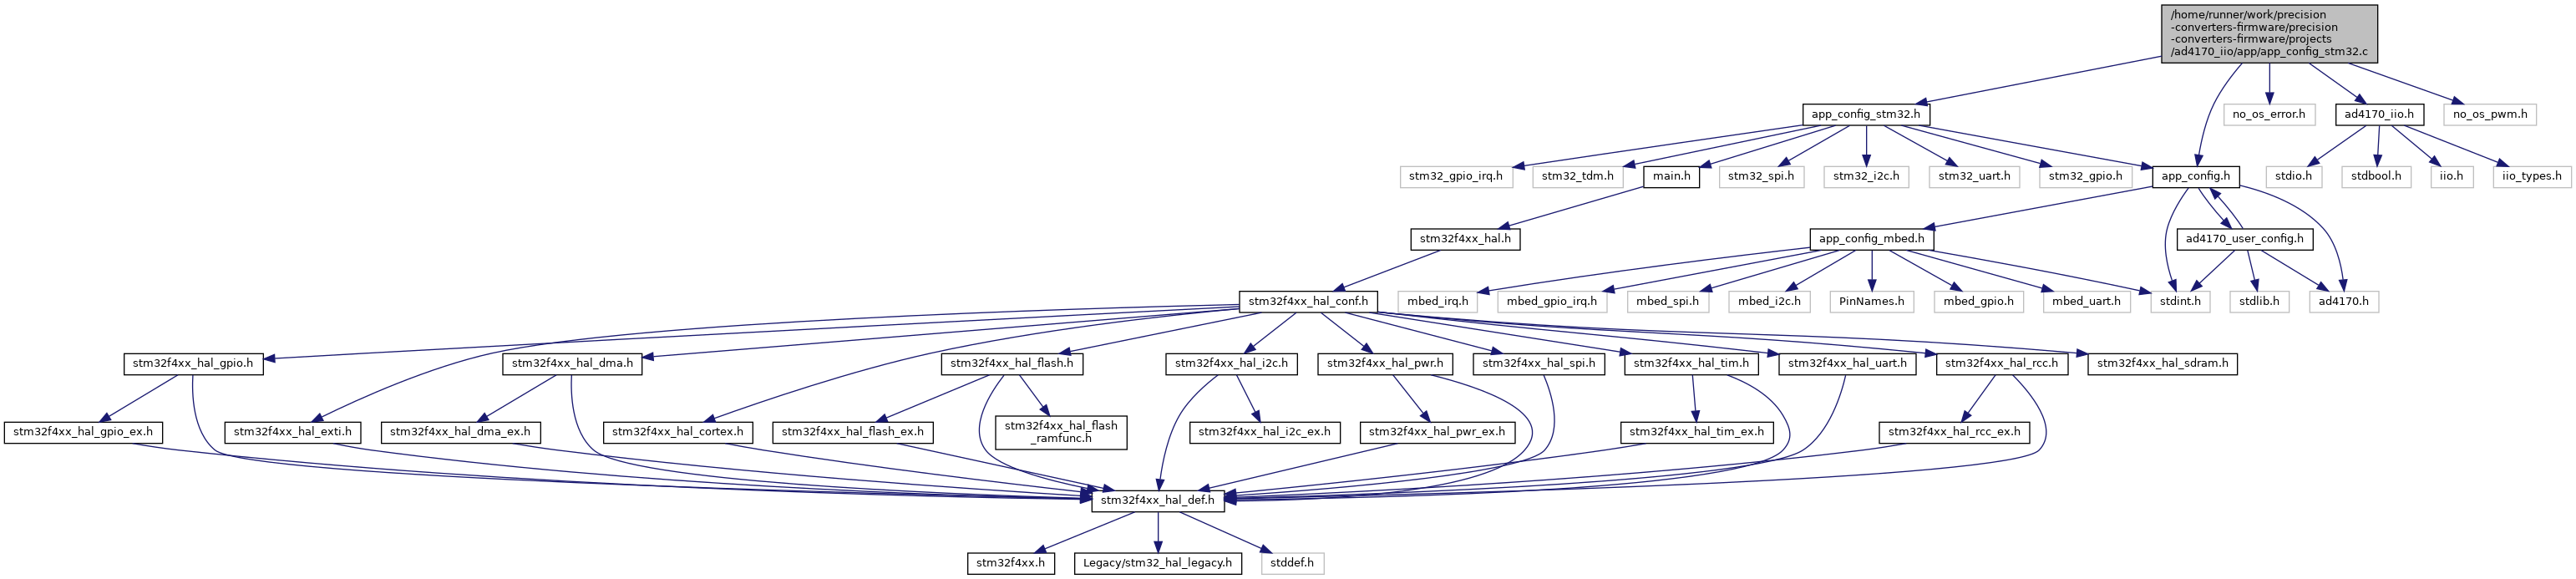 /home/runner/work/precision
-converters-firmware/precision
-converters-firmware/projects
/ad4170_iio/app/app_config_stm32.c
app_config_stm32.h
no_os_error.h
ad4170_iio.h
no_os_pwm.h
stm32_gpio_irq.h
stm32_tdm.h
main.h
stm32_spi.h
stm32_i2c.h
stm32_uart.h
stm32_gpio.h
app_config.h
stdio.h
stdbool.h
iio.h
iio_types.h
stm32f4xx_hal.h
app_config_mbed.h
ad4170_user_config.h
stm32f4xx_hal_conf.h
mbed_irq.h
mbed_gpio_irq.h
mbed_spi.h
mbed_i2c.h
PinNames.h
mbed_gpio.h
mbed_uart.h
stdint.h
stdlib.h
ad4170.h
stm32f4xx_hal_gpio.h
stm32f4xx_hal_dma.h
stm32f4xx_hal_flash.h
stm32f4xx_hal_i2c.h
stm32f4xx_hal_pwr.h
stm32f4xx_hal_spi.h
stm32f4xx_hal_tim.h
stm32f4xx_hal_uart.h
stm32f4xx_hal_rcc.h
stm32f4xx_hal_sdram.h
stm32f4xx_hal_gpio_ex.h
stm32f4xx_hal_exti.h
stm32f4xx_hal_dma_ex.h
stm32f4xx_hal_cortex.h
stm32f4xx_hal_flash_ex.h
stm32f4xx_hal_flash
_ramfunc.h
stm32f4xx_hal_i2c_ex.h
stm32f4xx_hal_pwr_ex.h
stm32f4xx_hal_tim_ex.h
stm32f4xx_hal_rcc_ex.h
stm32f4xx_hal_def.h
stm32f4xx.h
Legacy/stm32_hal_legacy.h
stddef.h